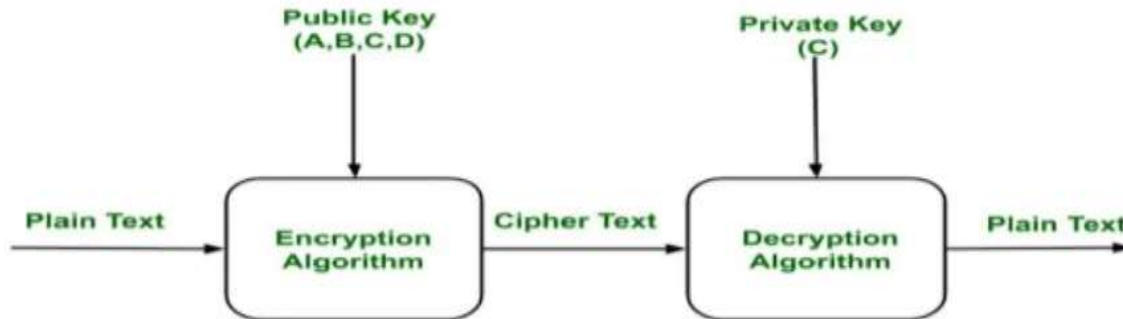 Public Key
(A,B,C,D)
Private Key
(C)
Plain Text
Encryption
Algorithm
Cipher Text
Decryption
Algorithm
Plain Text